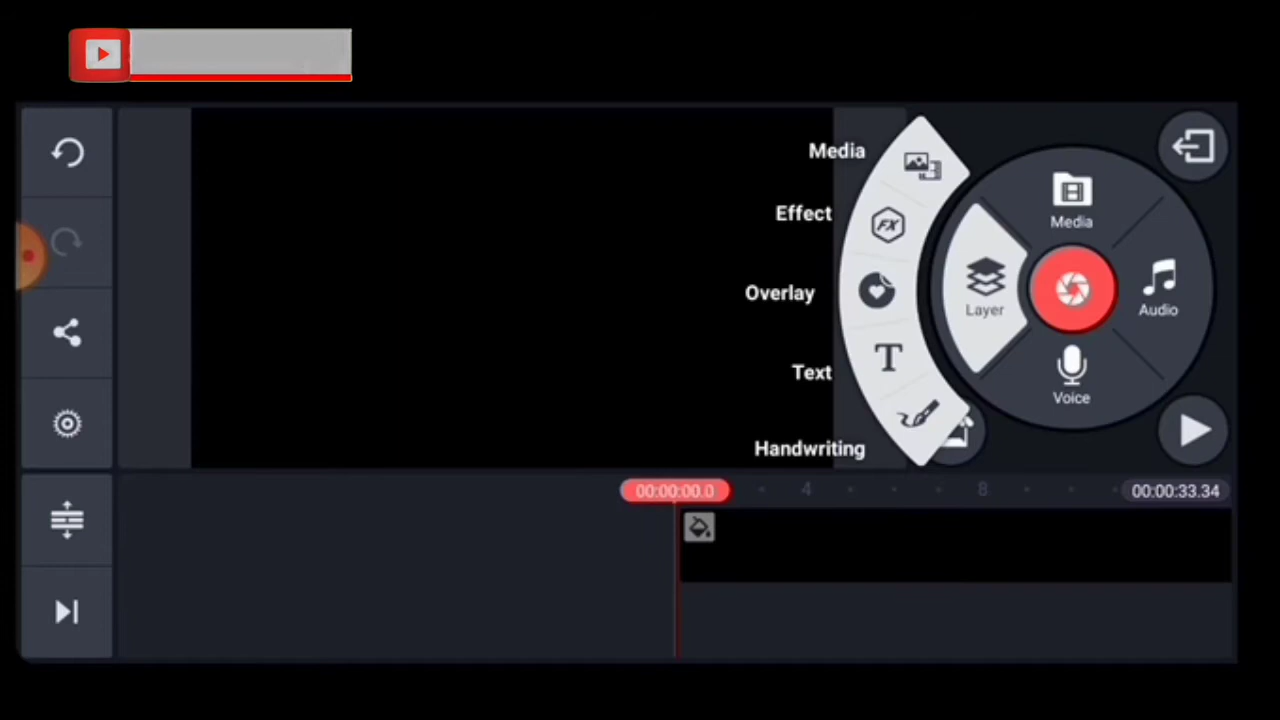 Media
Effect
Overlay
Text
Handwriting
Media
Layer
Audio
Voice
FX
T
00:00:00.0
4
8
00:00:33.34